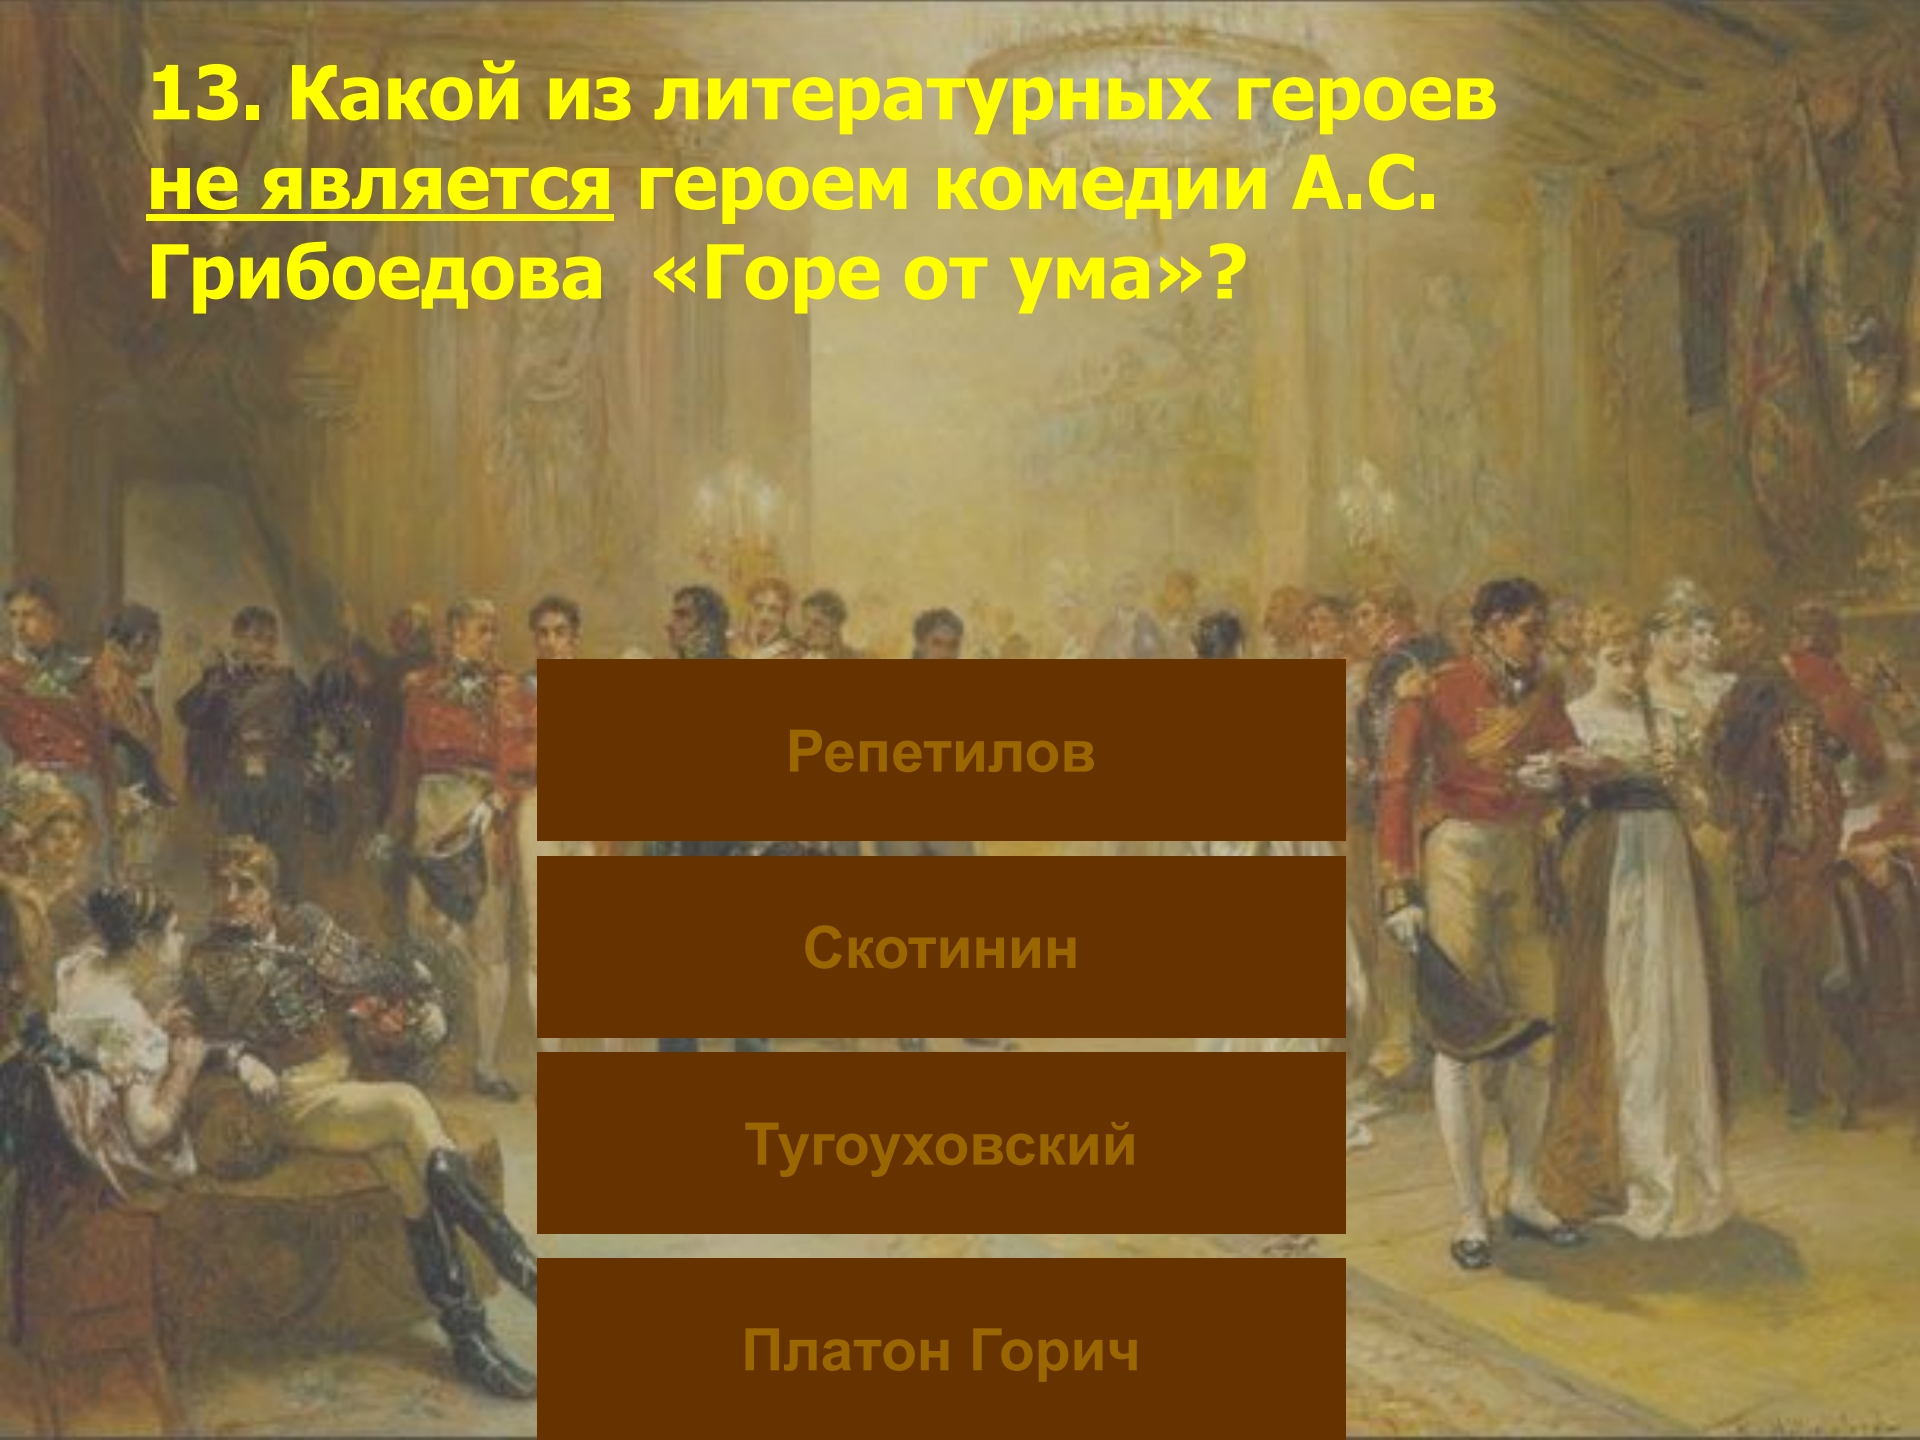 13. Какой из литературных героев
не является героем комедии А.С.
Грибоедова «Горе от ума»?
Репетилов
Скотинин
Тугоуховский
Платон Горич